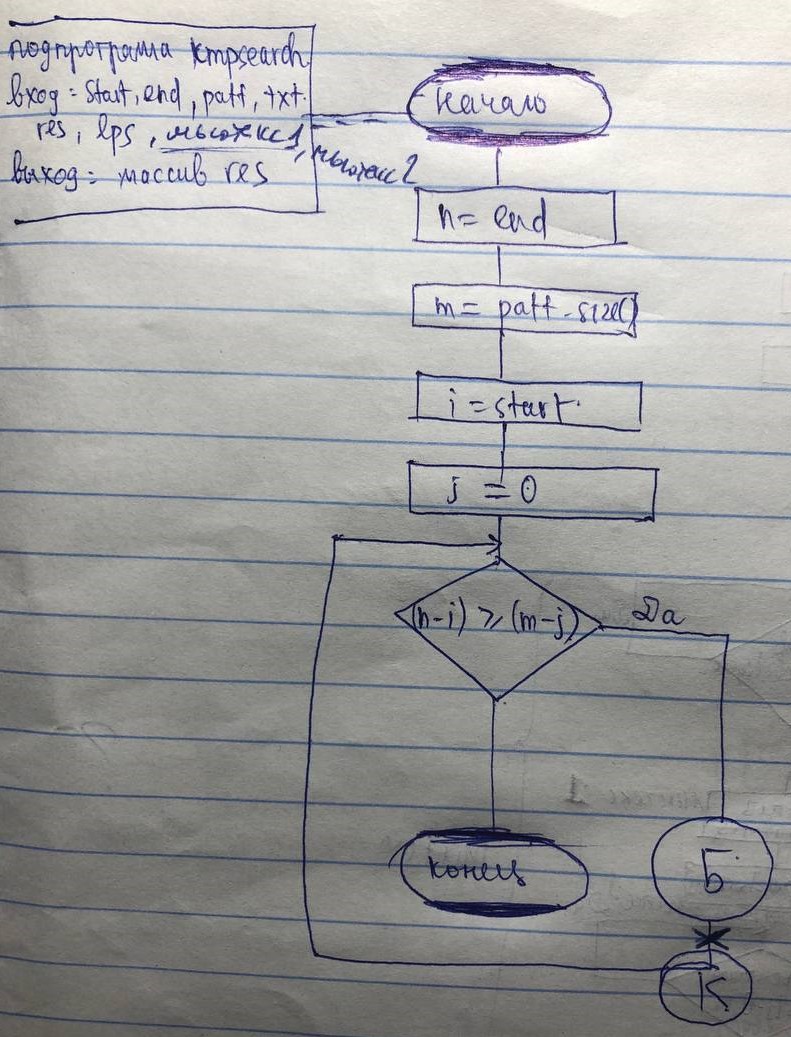 подпрограма kmpsearch
вход = start, end, patt, txt.
res, lps, мьютекс1, мьютекс2
выход = массив res
начало
n = end
m = patt.size()
i = start.
j = 0
(n-i) ⩾ (m-j)
Да
конец
Б
К